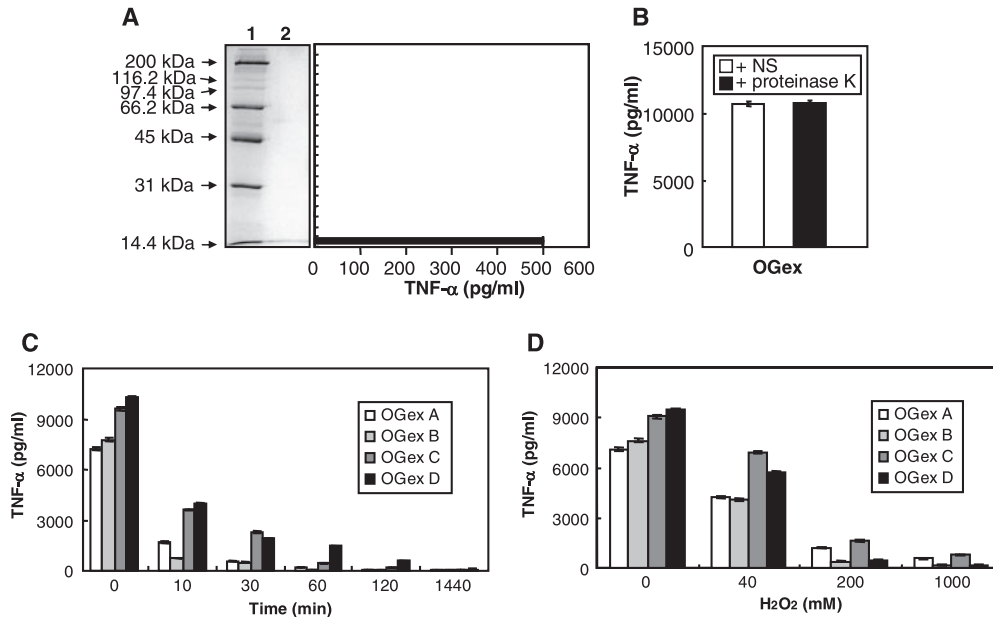 A
1 2
200 kDa
116.2 kDa
97.4 kDa
66.2 kDa
45 kDa
31 kDa
14.4 kDa
0 100 200 300 400 500 600
TNF-α (pg/ml)
B
15000
10000
5000
0
TNF-α (pg/ml)
+ NS
+ proteinase K
OGex
C
12000
9000
6000
3000
0
TNF-α (pg/ml)
OGex A
OGex B
OGex C
OGex D
0 10 30 60 120 1440
Time (min)
D
12000
9000
6000
3000
0
TNF-α (pg/ml)
OGex A
OGex B
OGex C
OGex D
0 40 200 1000
H2O2 (mM)